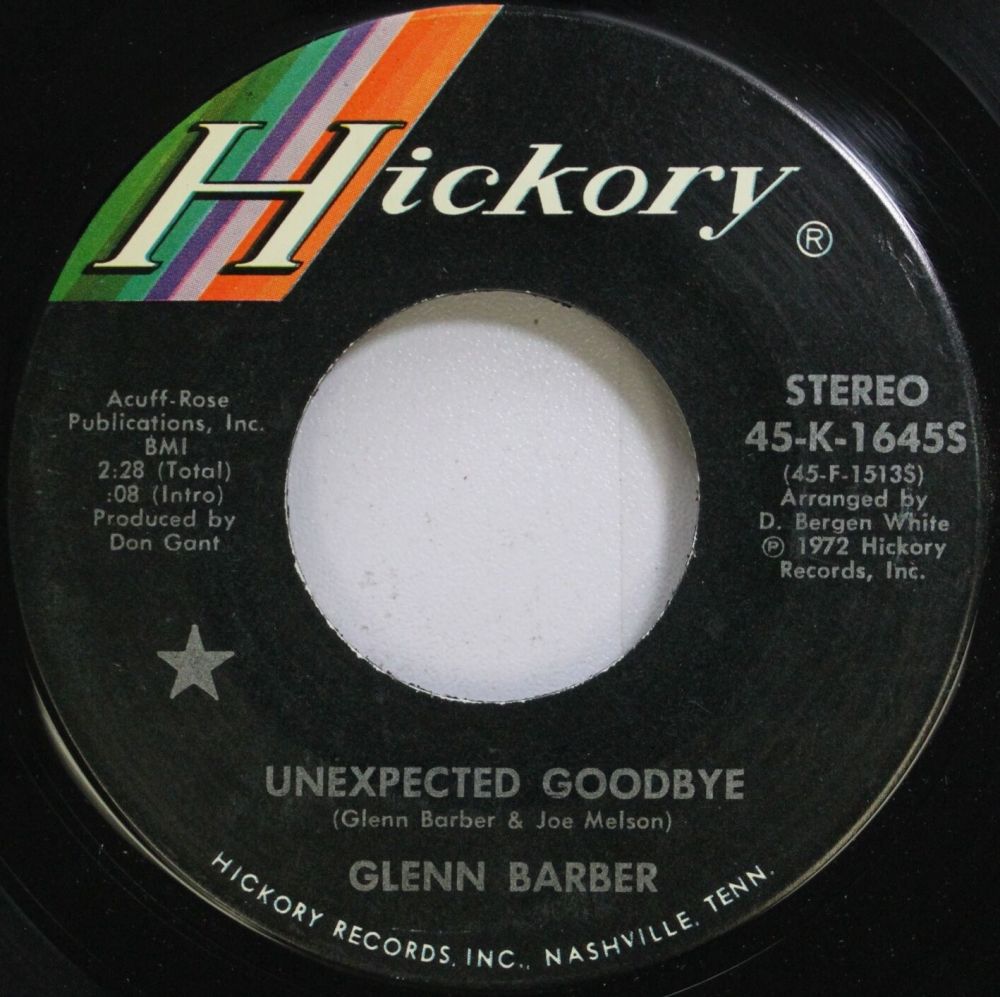 Hickory ®
Acuff-Rose
Publications, Inc.
BMI
2:28 (Total)
:08 (Intro)
Produced by
Don Gant
STEREO
45-K-1645S
(45-F-1513S)
Arranged by
D. Bergen White
℗ 1972 Hickory
Records, Inc.
UNEXPECTED GOODBYE
(Glenn Barber & Joe Melson)
GLENN BARBER
HICKORY RECORDS, INC., NASHVILLE, TENN.